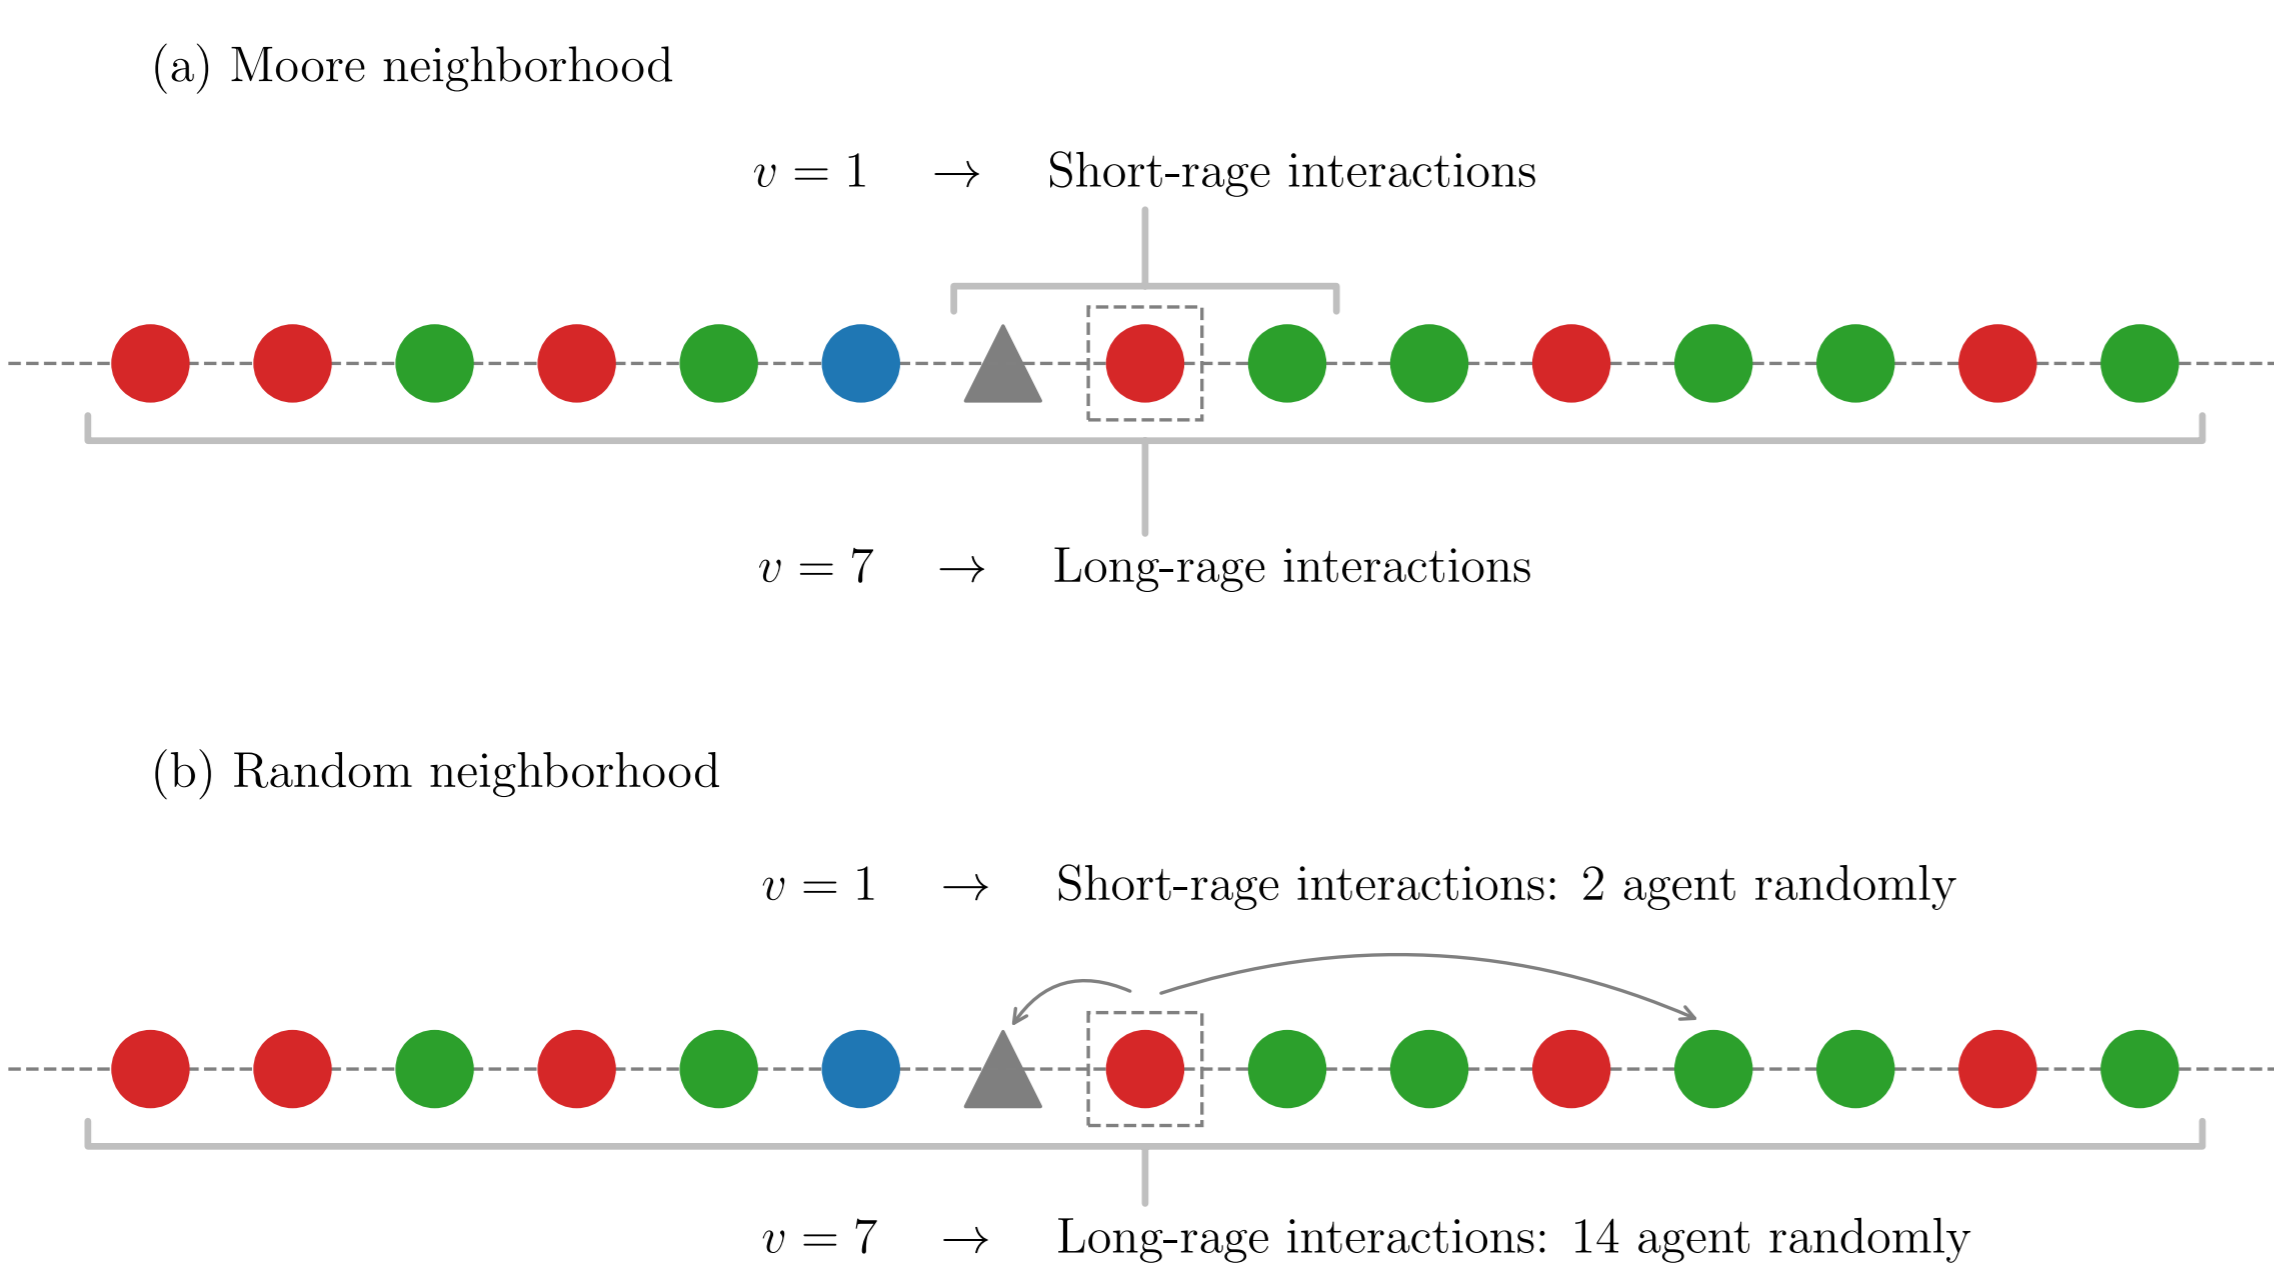 (a) Moore neighborhood
v = 1 → Short-rage interactions
v = 7 → Long-rage interactions
(b) Random neighborhood
v = 1 → Short-rage interactions: 2 agent randomly
v = 7 → Long-rage interactions: 14 agent randomly